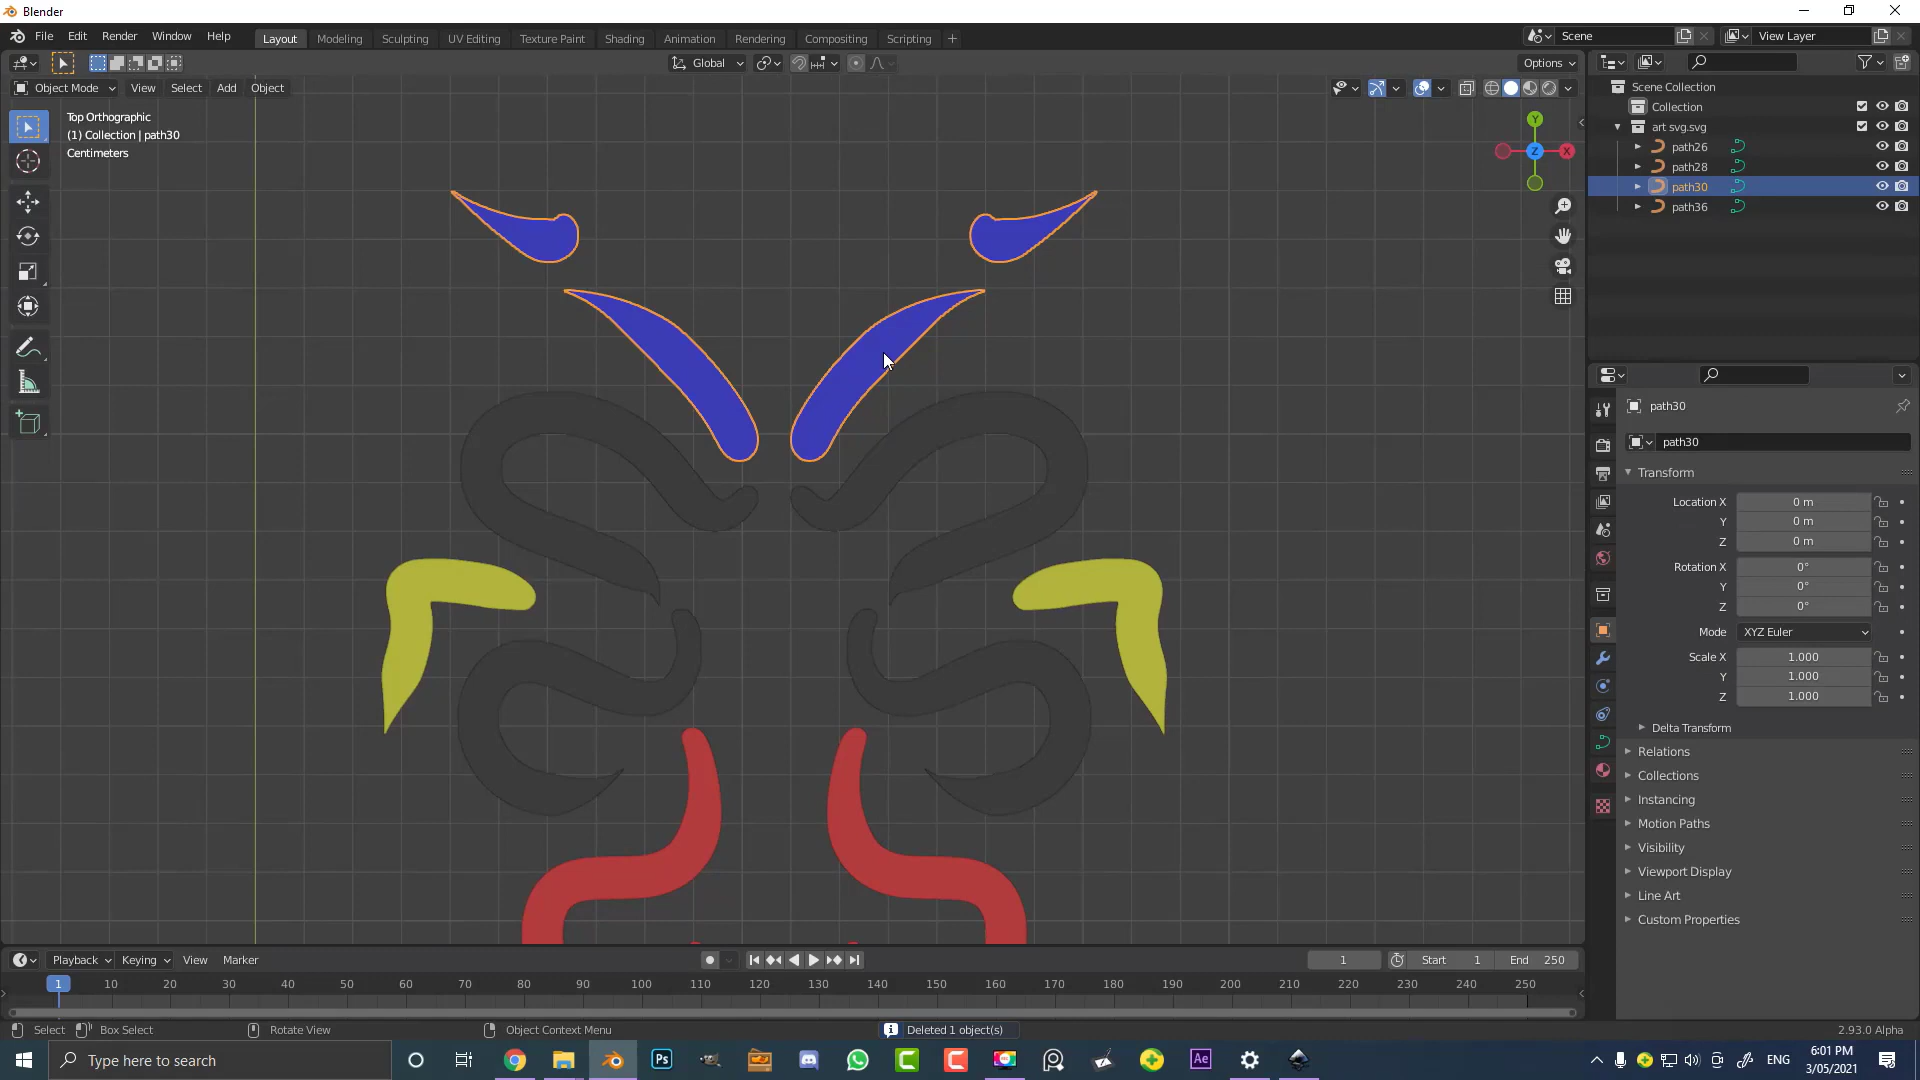 Blender
File Edit Render Window Help
Layout Modeling Sculpting UV Editing Texture Paint Shading Animation Rendering Compositing Scripting +
Scene View Layer
Global Options
Object Mode View Select Add Object
Top Orthographic
(1) Collection | path30
Centimeters
Y
Z X
Scene Collection
Collection
art svg.svg
path26
path28
path30
path36
path30
path30
Transform
Location X 0 m
Y 0 m
Z 0 m
Rotation X 0°
Y 0°
Z 0°
Mode XYZ Euler
Scale X 1.000
Y 1.000
Z 1.000
Delta Transform
Relations
Collections
Instancing
Motion Paths
Visibility
Viewport Display
Line Art
Custom Properties
Playback Keying View Marker 1 Start 1 End 250
1 10 20 30 40 50 60 70 80 90 100 110 120 130 140 150 160 170 180 190 200 210 220 230 240 250
Select Box Select Rotate View Object Context Menu Deleted 1 object(s) 2.93.0 Alpha
Type here to search Ps Ae ENG 6:01 PM
3/05/2021